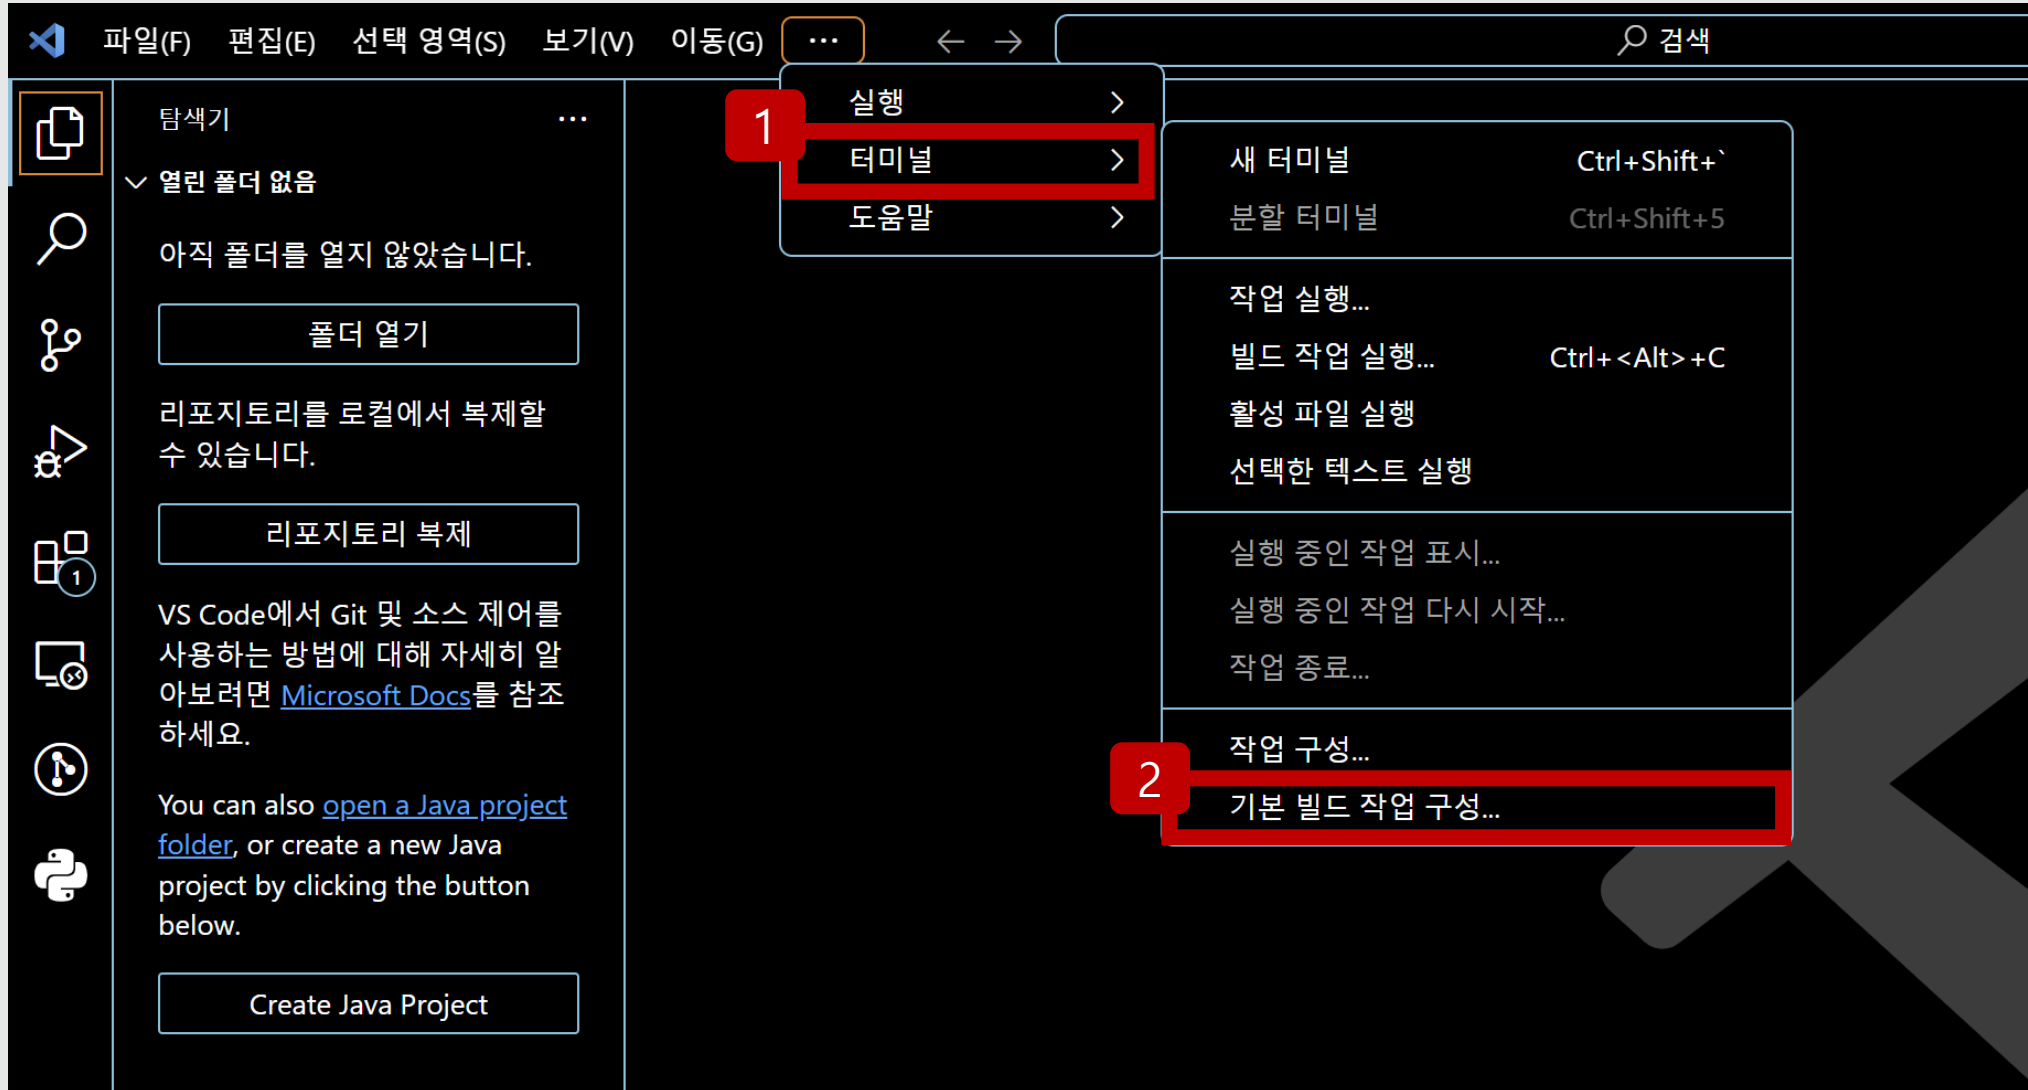 파일(F) 편집(E) 선택 영역(S) 보기(V) 이동(G) ··· 검색
탐색기 ···
열린 폴더 없음
아직 폴더를 열지 않았습니다.
폴더 열기
리포지토리를 로컬에서 복제할
수 있습니다.
리포지토리 복제
VS Code에서 Git 및 소스 제어를
사용하는 방법에 대해 자세히 알
아보려면 Microsoft Docs를 참조
하세요.
You can also open a Java project
folder, or create a new Java
project by clicking the button
below.
Create Java Project
1
1
실행
터미널
도움말
새 터미널 Ctrl+Shift+`
분할 터미널 Ctrl+Shift+5
작업 실행...
빌드 작업 실행... Ctrl+<Alt>+C
활성 파일 실행
선택한 텍스트 실행
실행 중인 작업 표시...
실행 중인 작업 다시 시작...
작업 종료...
작업 구성...
2
기본 빌드 작업 구성...